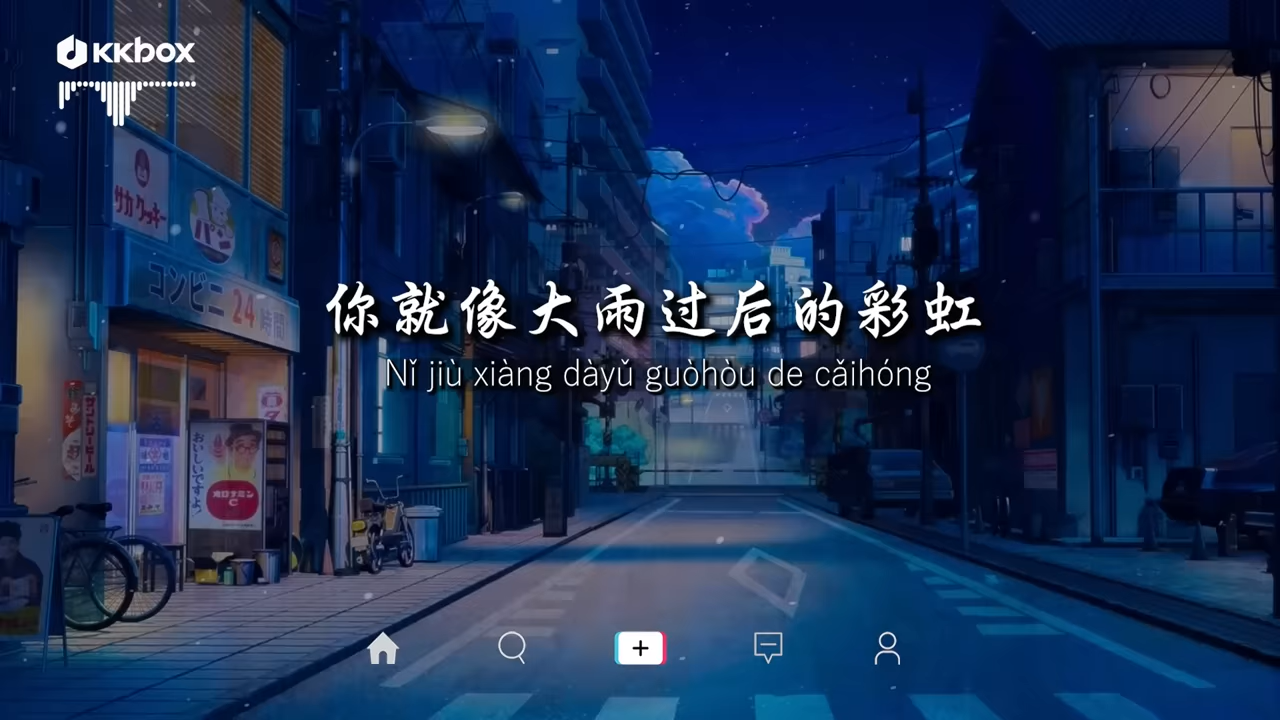 KKBOX
サカクッキー
パン
コンビニ 24 時間
你就像大雨过后的彩虹
Nǐ jiù xiàng dàyǔ guòhòu de cǎihóng
おいしいですよ
オロナミン
C